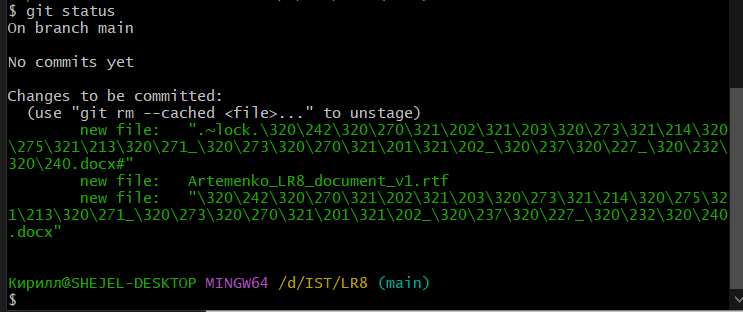 $ git status
On branch main
No commits yet
Changes to be committed:
(use "git rm --cached <file>..." to unstage)
new file:   ".~lock.\320\242\320\270\321\202\321\203\320\273\321\214\320
\275\321\213\320\271_\320\273\320\270\321\201\321\202_\320\237\320\227_\320\232\
320\240.docx#"
new file:   Artemenko_LR8_document_v1.rtf
new file:   "\320\242\320\270\321\202\321\203\320\273\321\214\320\275\32
1\213\320\271_\320\273\320\270\321\201\321\202_\320\237\320\227_\320\232\320\240
.docx"
Кирилл@SHEJEL-DESKTOP MINGW64 /d/IST/LR8 (main)
$